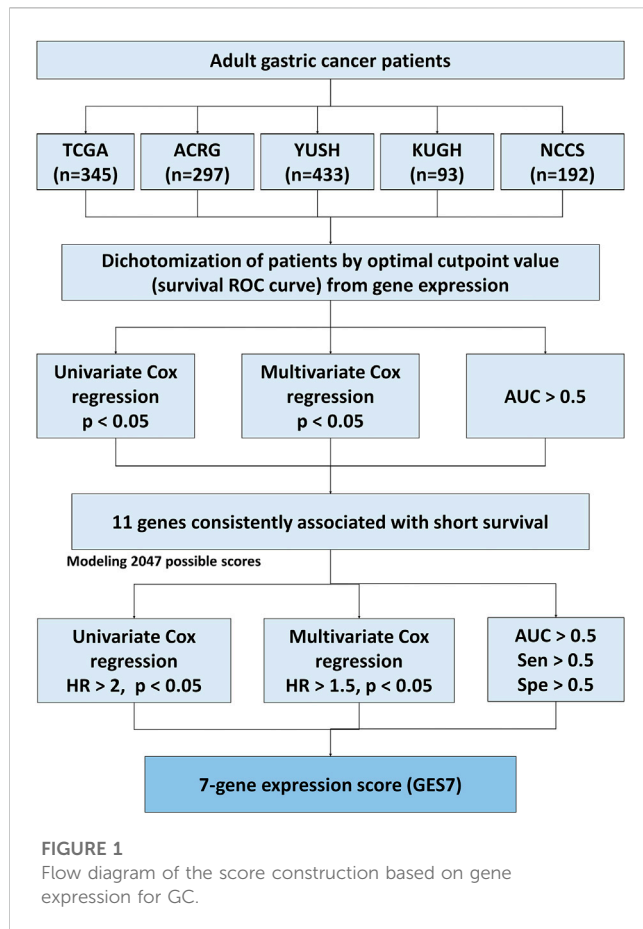 Adult gastric cancer patients
TCGA
(n=345)
ACRG
(n=297)
YUSH
(n=433)
KUGH
(n=93)
NCCS
(n=192)
Dichotomization of patients by optimal cutpoint value
(survival ROC curve) from gene expression
Univariate Cox
regression
p < 0.05
Multivariate Cox
regression
p < 0.05
AUC > 0.5
11 genes consistently associated with short survival
Modeling 2047 possible scores
Univariate Cox
regression
HR > 2, p < 0.05
Multivariate Cox
regression
HR > 1.5, p < 0.05
AUC > 0.5
Sen > 0.5
Spe > 0.5
7-gene expression score (GES7)
FIGURE 1
Flow diagram of the score construction based on gene
expression for GC.